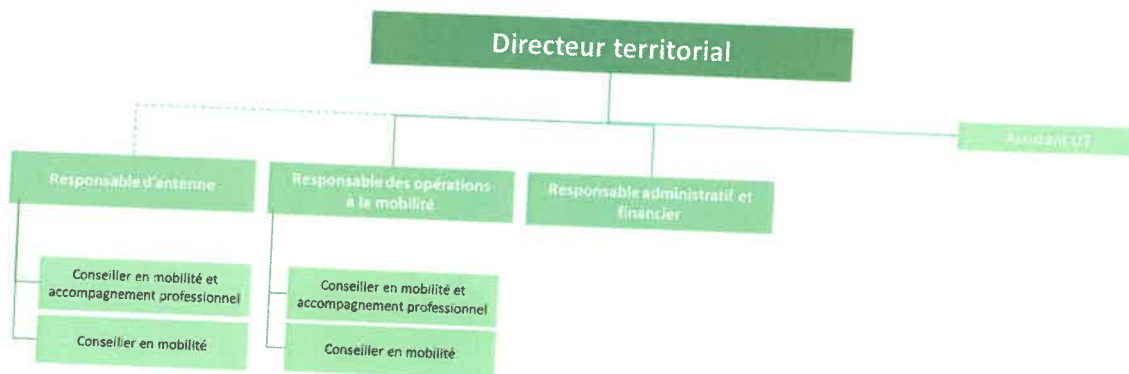 Directeur territorial
Assistant UT
Responsable d'antenne
Responsable des opérations
à la mobilité
Responsable administratif et
financier
Conseiller en mobilité et
accompagnement professionnel
Conseiller en mobilité
Conseiller en mobilité et
accompagnement professionnel
Conseiller en mobilité